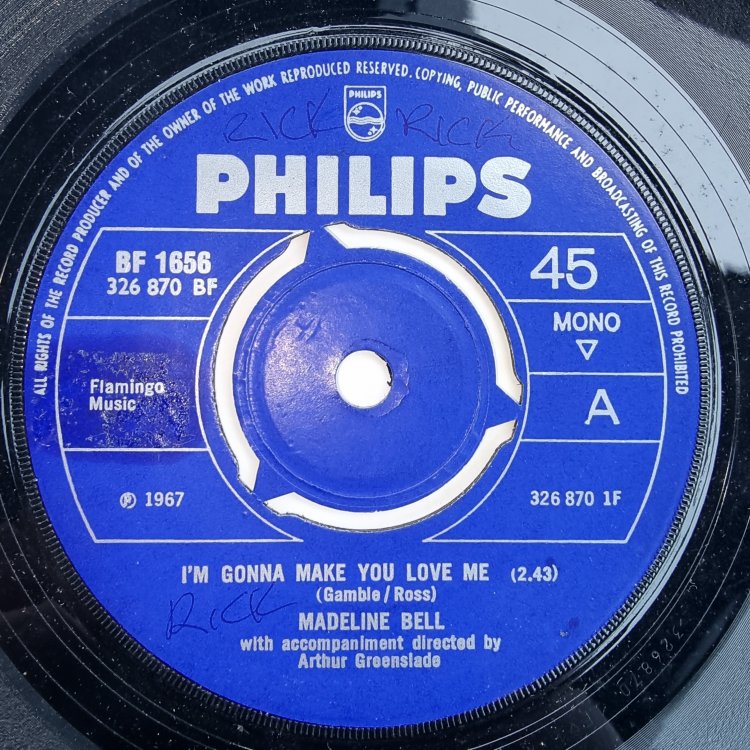 ALL RIGHTS OF THE RECORD PRODUCER AND OF THE OWNER OF THE WORK REPRODUCED RESERVED. COPYING, PUBLIC PERFORMANCE AND BROADCASTING OF THIS RECORD PROHIBITED
PHILIPS
RICK RICK
PHILIPS
BF 1656
326 870 BF
45
MONO
▽
Flamingo
Music
A
Ⓟ 1967
326 870 1F
I'M GONNA MAKE YOU LOVE ME (2.43)
(Gamble/Ross)
RICK
MADELINE BELL
with accompaniment directed by
Arthur Greenslade
326870